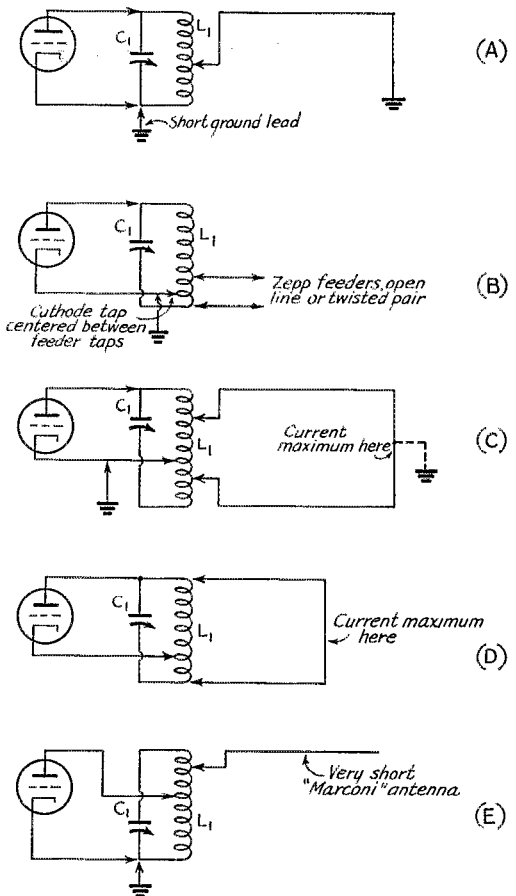 C1
L1
(A)
Short ground lead
C1
L1
(B)
Zepp feeders, open
line or twisted pair
Cathode tap
centered between
feeder taps
C1
L1
(C)
Current
maximum here
C1
L1
(D)
Current maximum
here
C1
L1
(E)
Very short
"Marconi" antenna